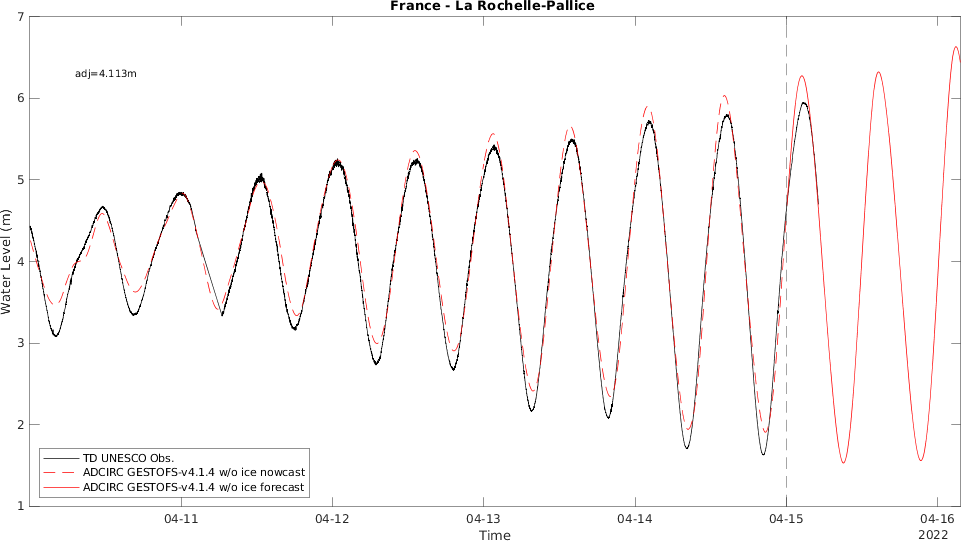 France - La Rochelle-Pallice
adj=4.113m
7
6
5
4
3
2
1
Water Level (m)
TD UNESCO Obs.
ADCIRC GESTOFS-v4.1.4 w/o ice nowcast
ADCIRC GESTOFS-v4.1.4 w/o ice forecast
04-11 04-12 04-13 04-14 04-15 04-16
Time
2022